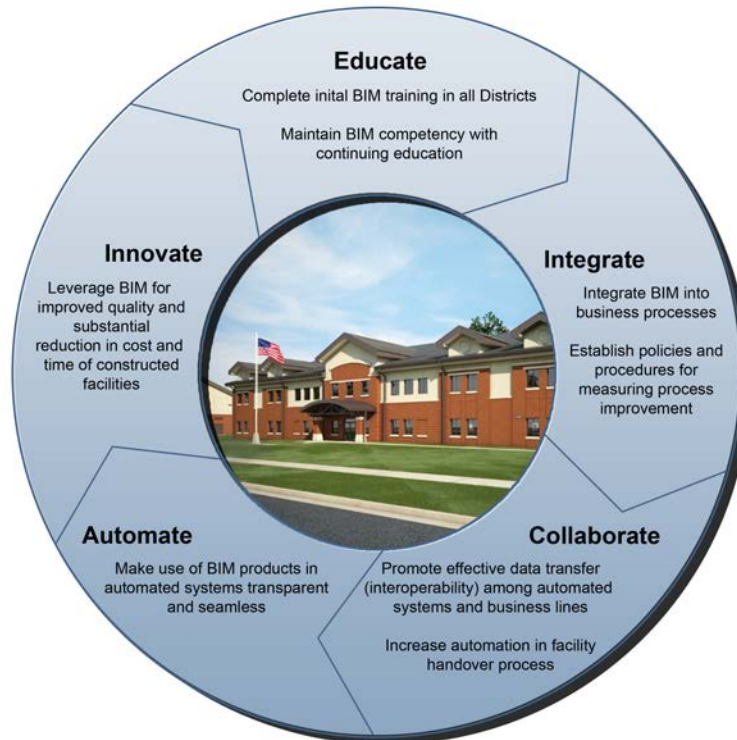 Educate
Complete inital BIM training in all Districts
Maintain BIM competency with
continuing education
Integrate
Integrate BIM into
business processes
Establish policies and
procedures for
measuring process
improvement
Collaborate
Promote effective data transfer
(interoperability) among automated
systems and business lines
Increase automation in facility
handover process
Automate
Make use of BIM products in
automated systems transparent
and seamless
Innovate
Leverage BIM for
improved quality and
substantial
reduction in cost and
time of constructed
facilities